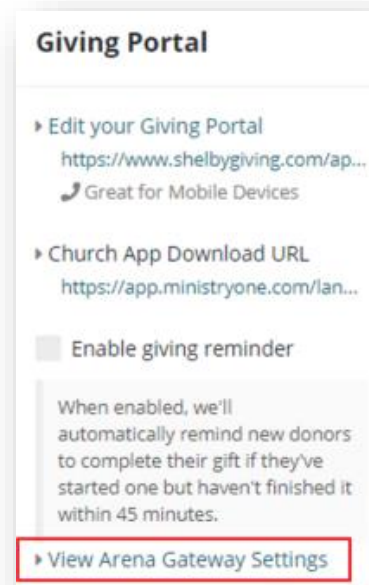 Giving Portal
Edit your Giving Portal
https://www.shelbygiving.com/ap...
Great for Mobile Devices
Church App Download URL
https://app.ministryone.com/lan...
Enable giving reminder
When enabled, we'll
automatically remind new donors
to complete their gift if they've
started one but haven't finished it
within 45 minutes.
View Arena Gateway Settings